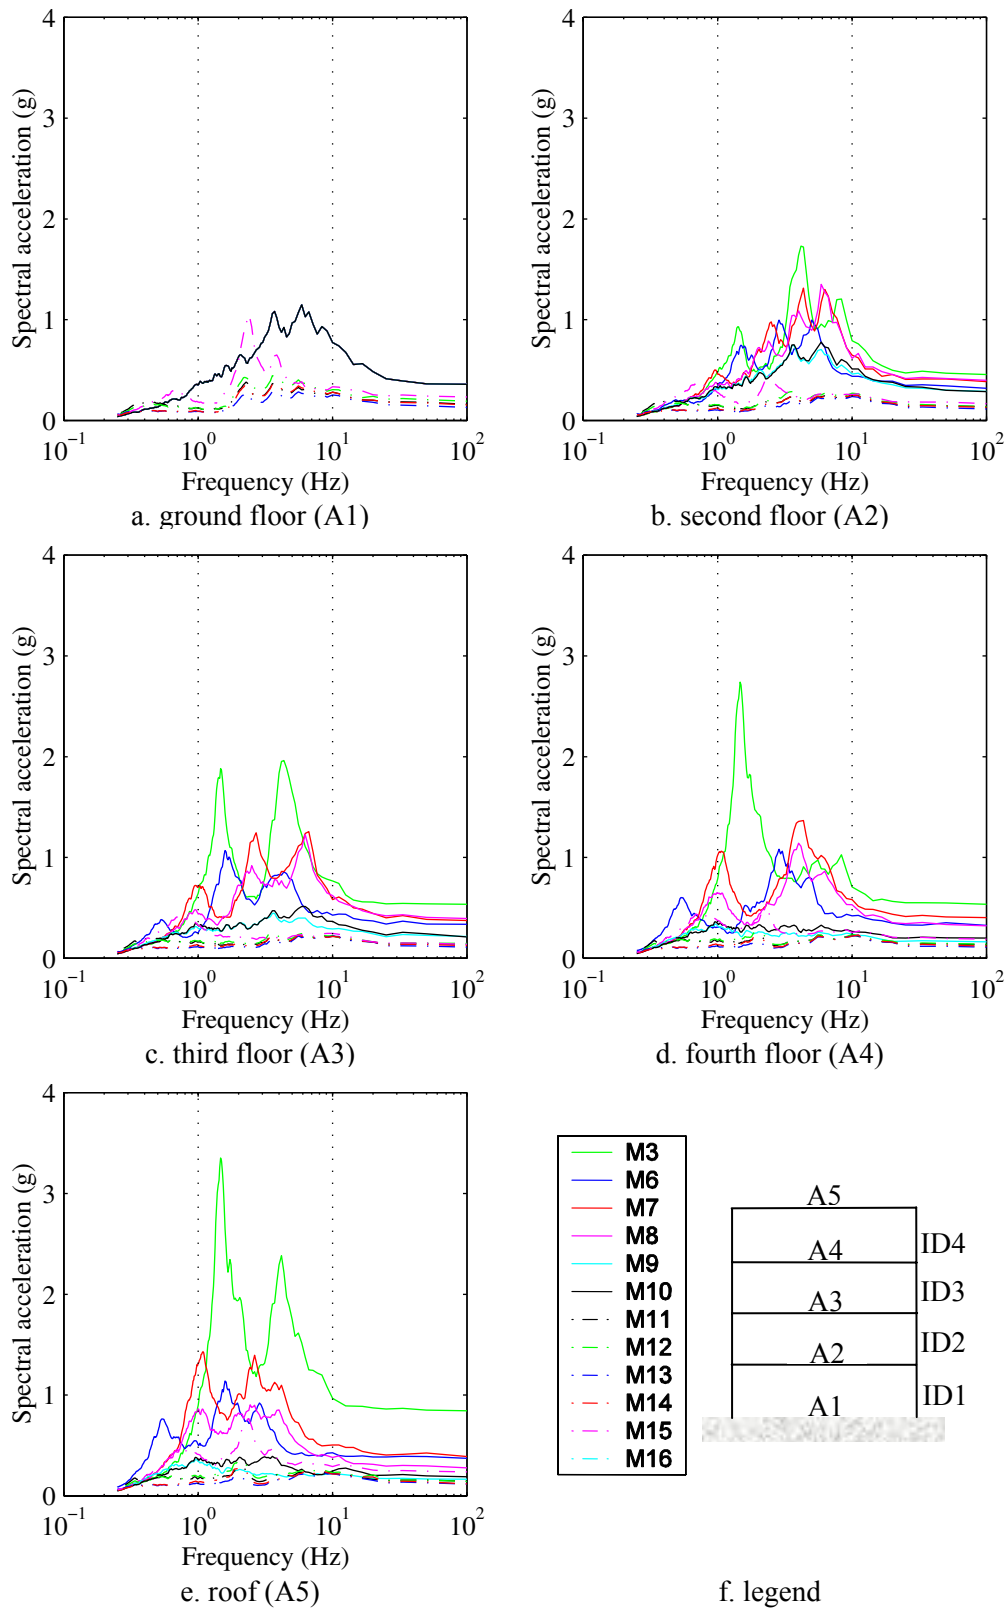 Spectral acceleration (g)
4
3
2
1
0
10^-1
10^0
10^1
10^2
Frequency (Hz)
a. ground floor (A1)
Spectral acceleration (g)
4
3
2
1
0
10^-1
10^0
10^1
10^2
Frequency (Hz)
b. second floor (A2)
Spectral acceleration (g)
4
3
2
1
0
10^-1
10^0
10^1
10^2
Frequency (Hz)
c. third floor (A3)
Spectral acceleration (g)
4
3
2
1
0
10^-1
10^0
10^1
10^2
Frequency (Hz)
d. fourth floor (A4)
Spectral acceleration (g)
4
3
2
1
0
10^-1
10^0
10^1
10^2
Frequency (Hz)
e. roof (A5)
M3
M6
M7
M8
M9
M10
M11
M12
M13
M14
M15
M16
A5
A4
ID4
A3
ID3
A2
ID2
A1
ID1
f. legend